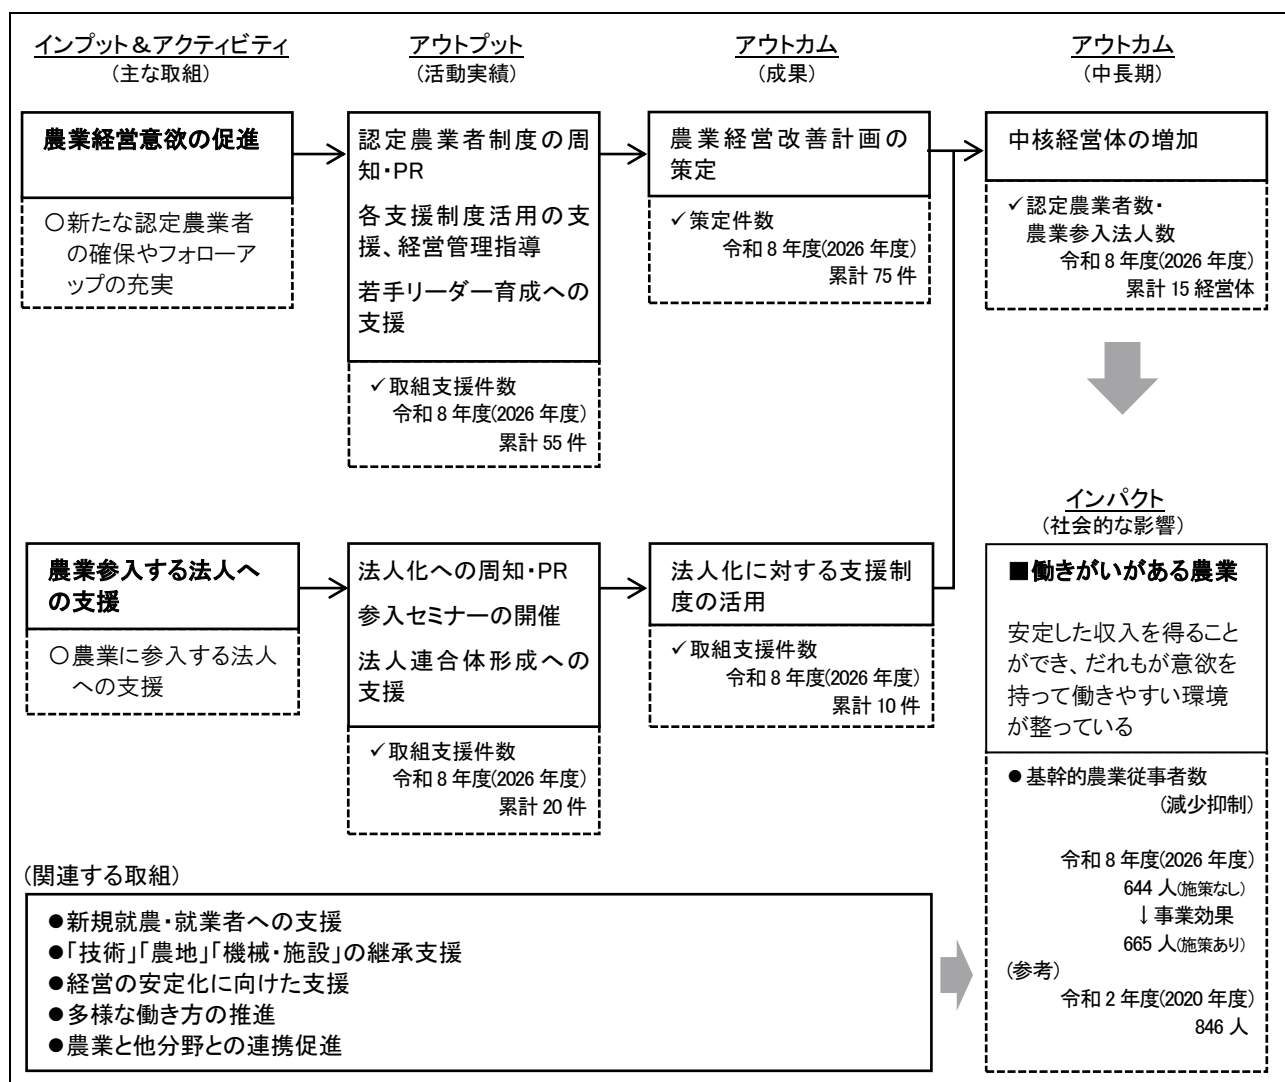 インプット＆アクティビティ
(主な取組)
アウトプット
(活動実績)
アウトカム
(成果)
アウトカム
(中長期)
農業経営意欲の促進
○新たな認定農業者
の確保やフォローア
ップの充実
認定農業者制度の周
知・PR
各支援制度活用の支
援、経営管理指導
若手リーダー育成への
支援
✓取組支援件数
令和8年度(2026年度)
累計55件
農業経営改善計画の
策定
✓策定件数
令和8年度(2026年度)
累計75件
中核経営体の増加
✓認定農業者数・
農業参入法人数
令和8年度(2026年度)
累計15経営体
農業参入する法人へ
の支援
○農業に参入する法人
への支援
法人化への周知・PR
参入セミナーの開催
法人連合体形成への
支援
✓取組支援件数
令和8年度(2026年度)
累計20件
法人化に対する支援制
度の活用
✓取組支援件数
令和8年度(2026年度)
累計10件
インパクト
(社会的な影響)
■働きがいがある農業
安定した収入を得ること
ができ、だれもが意欲を
持って働きやすい環境
が整っている
●基幹的農業従事者数
(減少抑制)
令和8年度(2026年度)
644人(施策なし)
↓事業効果
665人(施策あり)
(参考)
令和2年度(2020年度)
846人
(関連する取組)
●新規就農・就業者への支援
●「技術」「農地」「機械・施設」の継承支援
●経営の安定化に向けた支援
●多様な働き方の推進
●農業と他分野との連携促進